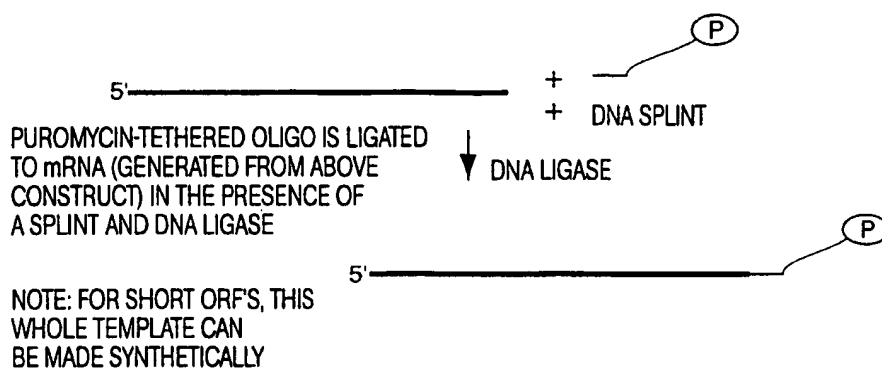 P
+
5'
+ DNA SPLINT
PUROMYCIN-TETHERED OLIGO IS LIGATED
TO mRNA (GENERATED FROM ABOVE
CONSTRUCT) IN THE PRESENCE OF
A SPLINT AND DNA LIGASE
DNA LIGASE
P
5'
NOTE: FOR SHORT ORF'S, THIS
WHOLE TEMPLATE CAN
BE MADE SYNTHETICALLY